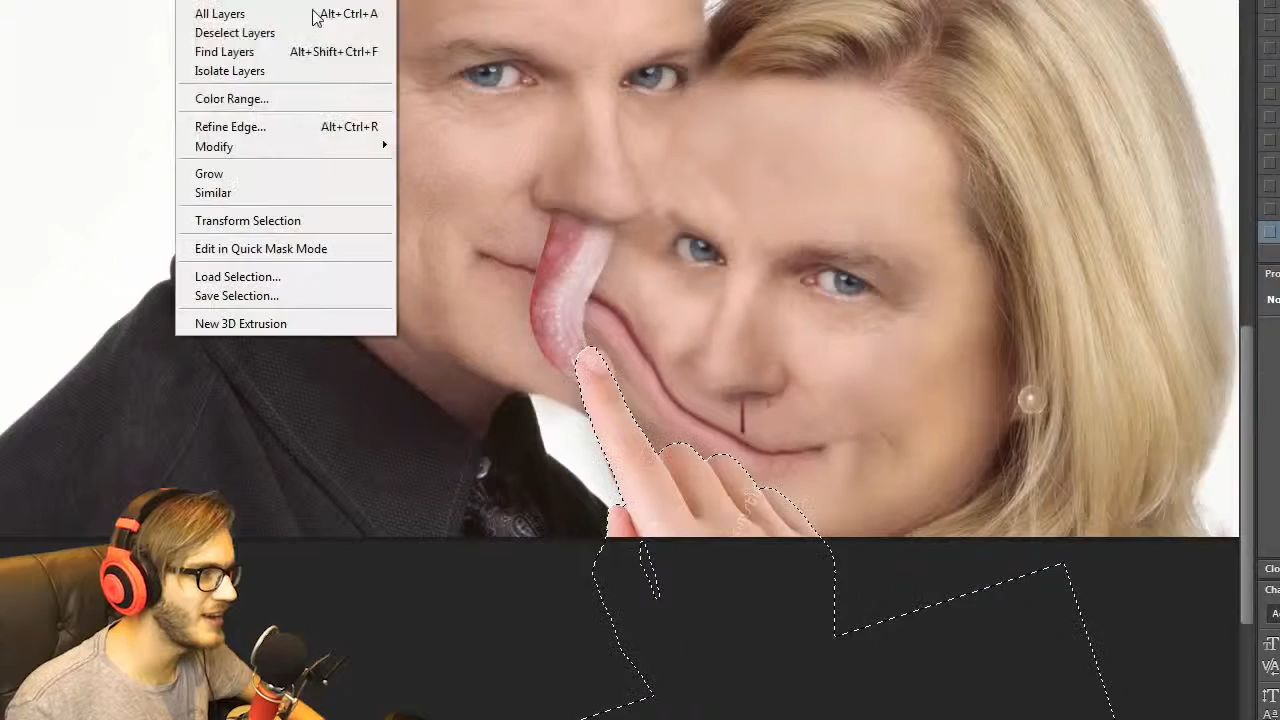 All Layers Alt+Ctrl+A
Deselect Layers
Find Layers Alt+Shift+Ctrl+F
Isolate Layers
Color Range...
Refine Edge... Alt+Ctrl+R
Modify
Grow
Similar
Transform Selection
Edit in Quick Mask Mode
Load Selection...
Save Selection...
New 3D Extrusion